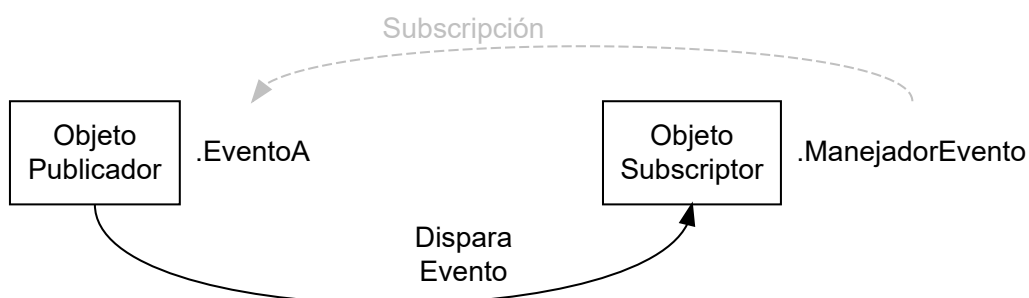 Subscripción
Objeto
Publicador
.EventoA
Objeto
Subscriptor
.ManejadorEvento
Dispara
Evento